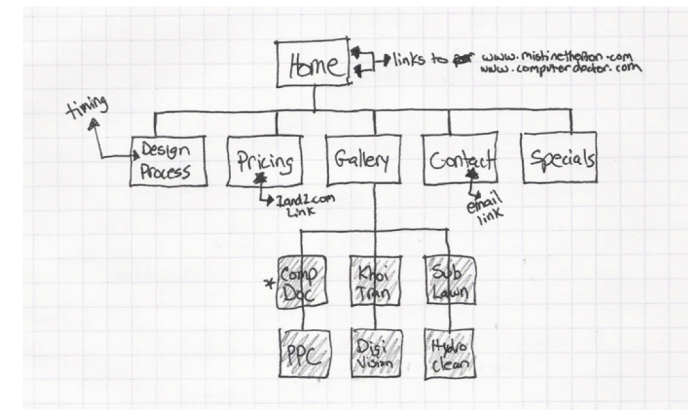 Home
links to
www.mistinethefton.com
www.computerdoctor.com
timing
Design
Process
Pricing
Gallery
Contact
Specials
1and1.com
Link
email
link
* Comp
Doc
Khoi
Tran
Sub
Lawn
PPC
Digi
Vision
Hydro
Clean